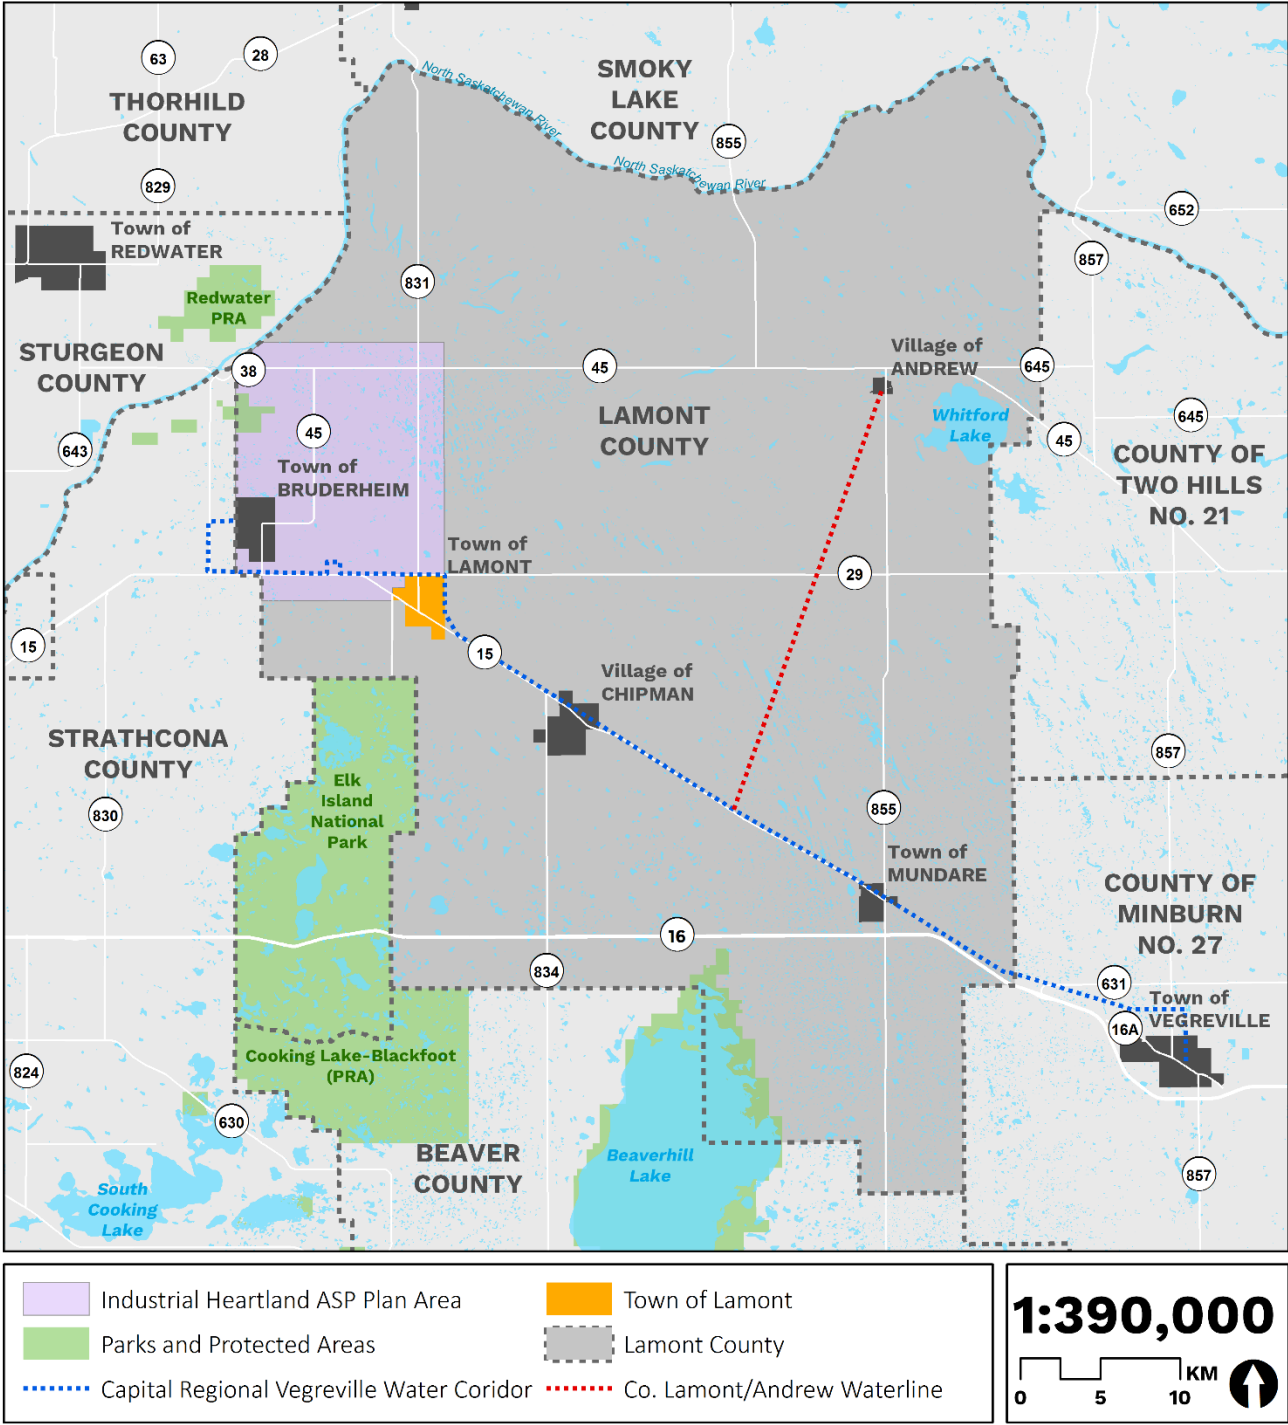 63
28
THORHILD
COUNTY
SMOKY
LAKE
COUNTY
North Saskatchewan River
855
North Saskatchewan River
829
652
Town of
REDWATER
857
831
Redwater
PRA
STURGEON
COUNTY
38
45
Village of
ANDREW
645
LAMONT
COUNTY
Whitford
Lake
645
45
45
643
COUNTY OF
TWO HILLS
NO. 21
Town of
BRUDERHEIM
Town of
LAMONT
29
15
15
Village of
CHIPMAN
STRATHCONA
COUNTY
857
Elk
Island
National
Park
830
855
Town of
MUNDARE
COUNTY OF
MINBURN
NO. 27
16
834
631
Town of
VEGREVILLE
16A
Cooking Lake-Blackfoot
(PRA)
824
630
BEAVER
COUNTY
Beaverhill
Lake
857
South
Cooking
Lake
Industrial Heartland ASP Plan Area
Town of Lamont
Parks and Protected Areas
Lamont County
Capital Regional Vegreville Water Coridor
Co. Lamont/Andrew Waterline
1:390,000
KM
0 5 10